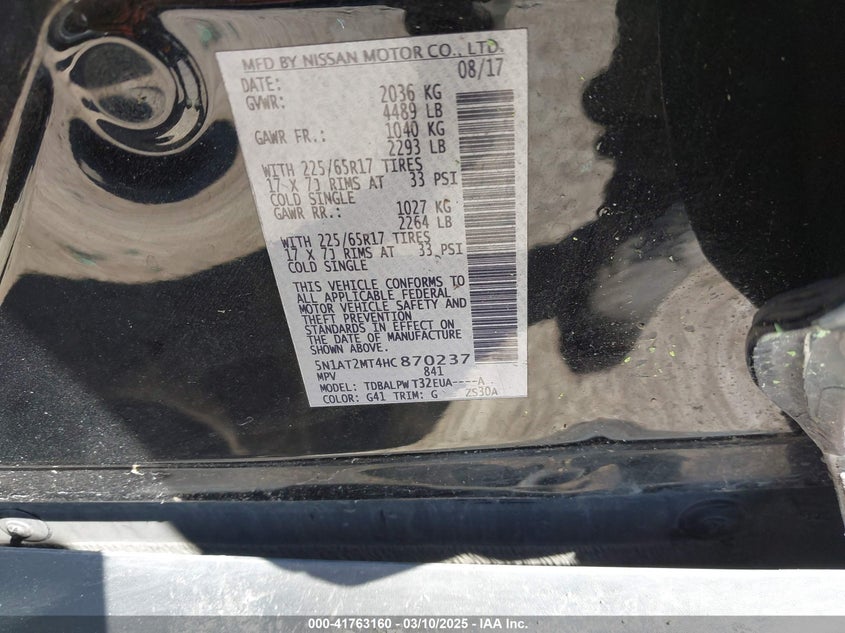 MFD BY NISSAN MOTOR CO., LTD.
DATE: 08/17
GVWR: 2036 KG
4489 LB
GAWR FR.: 1040 KG
2293 LB
WITH 225/65R17 TIRES
17 X 7J RIMS AT 33 PSI
COLD SINGLE
GAWR RR.: 1027 KG
2264 LB
WITH 225/65R17 TIRES
17 X 7J RIMS AT 33 PSI
COLD SINGLE
THIS VEHICLE CONFORMS TO
ALL APPLICABLE FEDERAL
MOTOR VEHICLE SAFETY AND
THEFT PREVENTION
STANDARDS IN EFFECT ON
THE DATE OF MANUFACTURE
SHOWN ABOVE.
5N1AT2MT4HC870237
MPV 841
MODEL: TDBALPW T32EUA----A
COLOR: G41 TRIM: G ZS30A
000-41763160 — 03/10/2025 — IAA Inc.